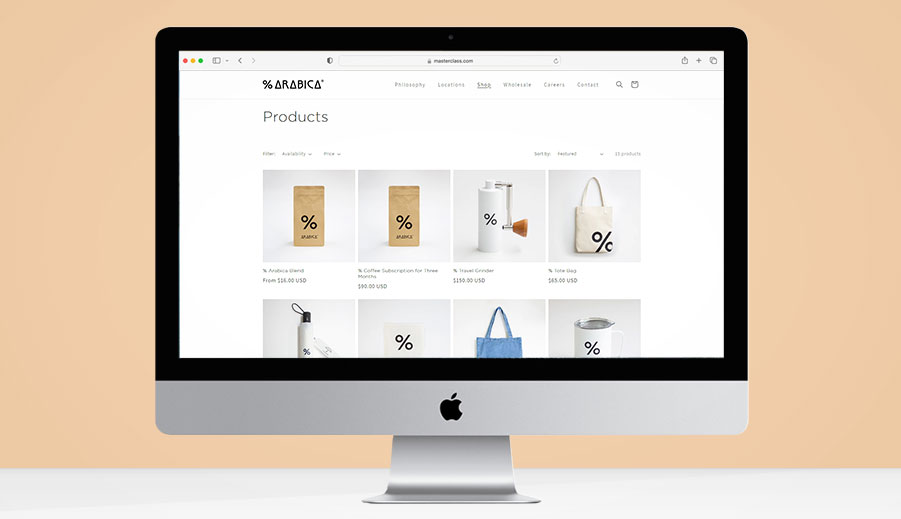 masterclass.com
% ARABICA
Philosophy Locations Shop Wholesale Careers Contact
Products
Filter: Availability Price Sort by: Featured 15 products
%
ARABICA
%
ARABICA
%
%
% Arabica Blend
From $16.00 USD
% Coffee Subscription for Three
Months
$90.00 USD
% Travel Grinder
$150.00 USD
% Tote Bag
$65.00 USD
%
%
%